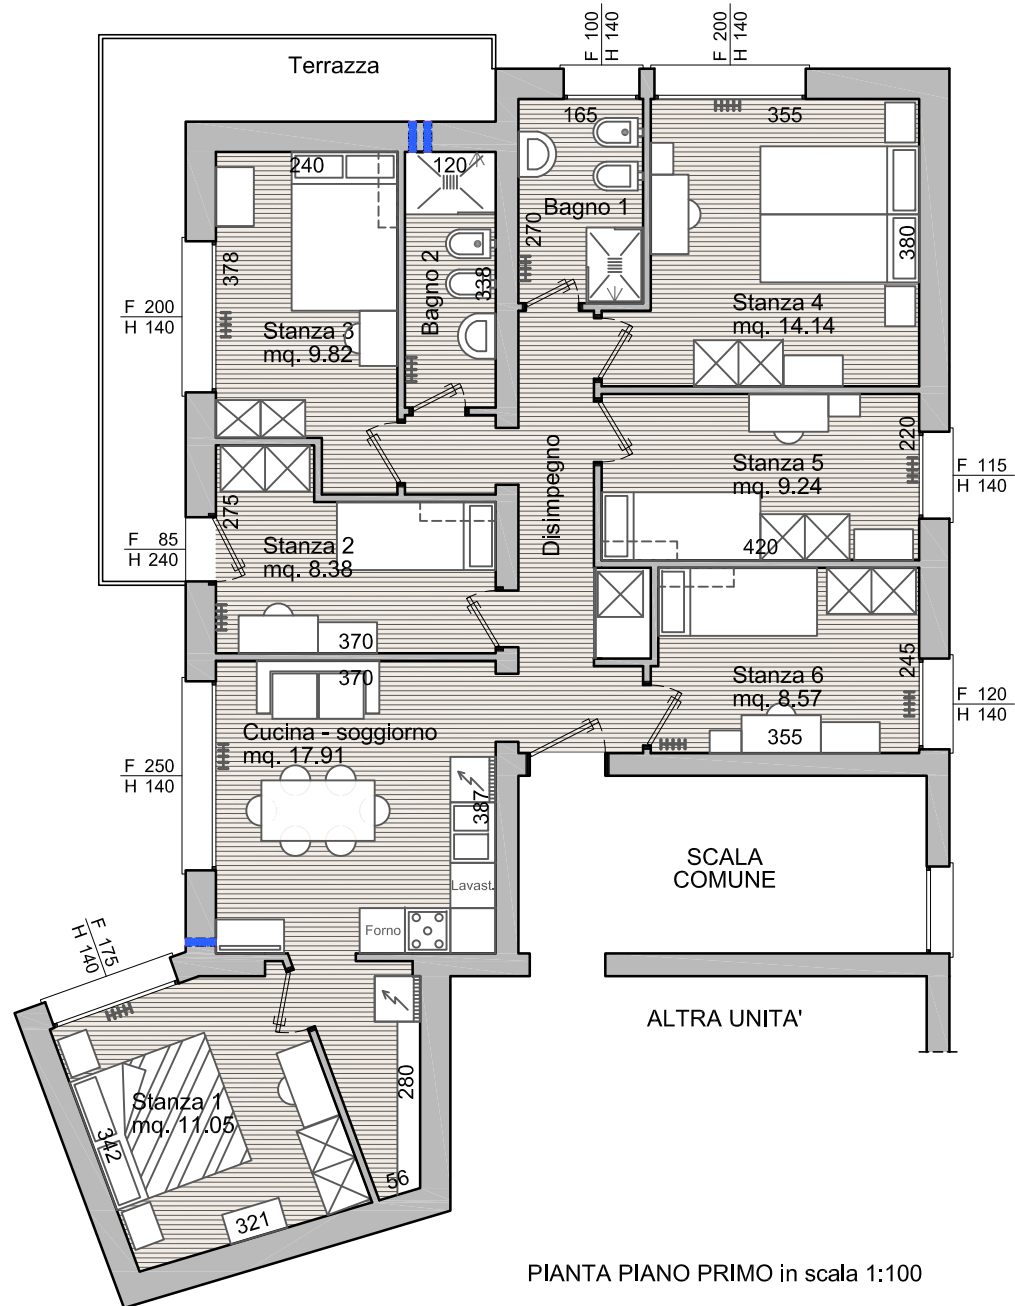 F 100
H 140
F 200
H 140
Terrazza
165
355
240
120
Bagno 1
270
380
378
Bagno 2
338
Stanza 4
mq. 14.14
F 200
H 140
Stanza 3
mq. 9.82
220
Stanza 5
mq. 9.24
F 115
H 140
Disimpegno
275
Stanza 2
mq. 8.38
F 85
H 240
420
370
370
245
Stanza 6
mq. 8.57
F 120
H 140
355
Cucina - soggiorno
mq. 17.91
F 250
H 140
387
SCALA
COMUNE
Lavast.
Forno
F 175
H 140
ALTRA UNITA'
280
Stanza 1
mq. 11.05
342
56
321
PIANTA PIANO PRIMO in scala 1:100